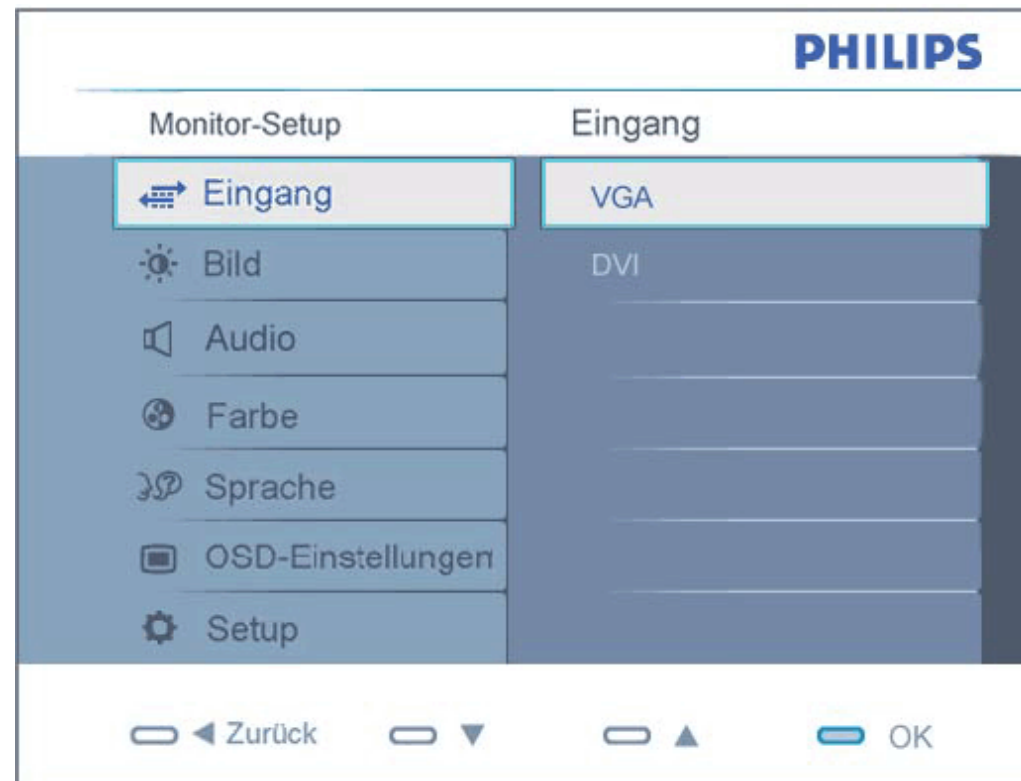 PHILIPS
Monitor-Setup
Eingang
Eingang
VGA
Bild
DVI
Audio
Farbe
Sprache
OSD-Einstellungen
Setup
Zurück
OK